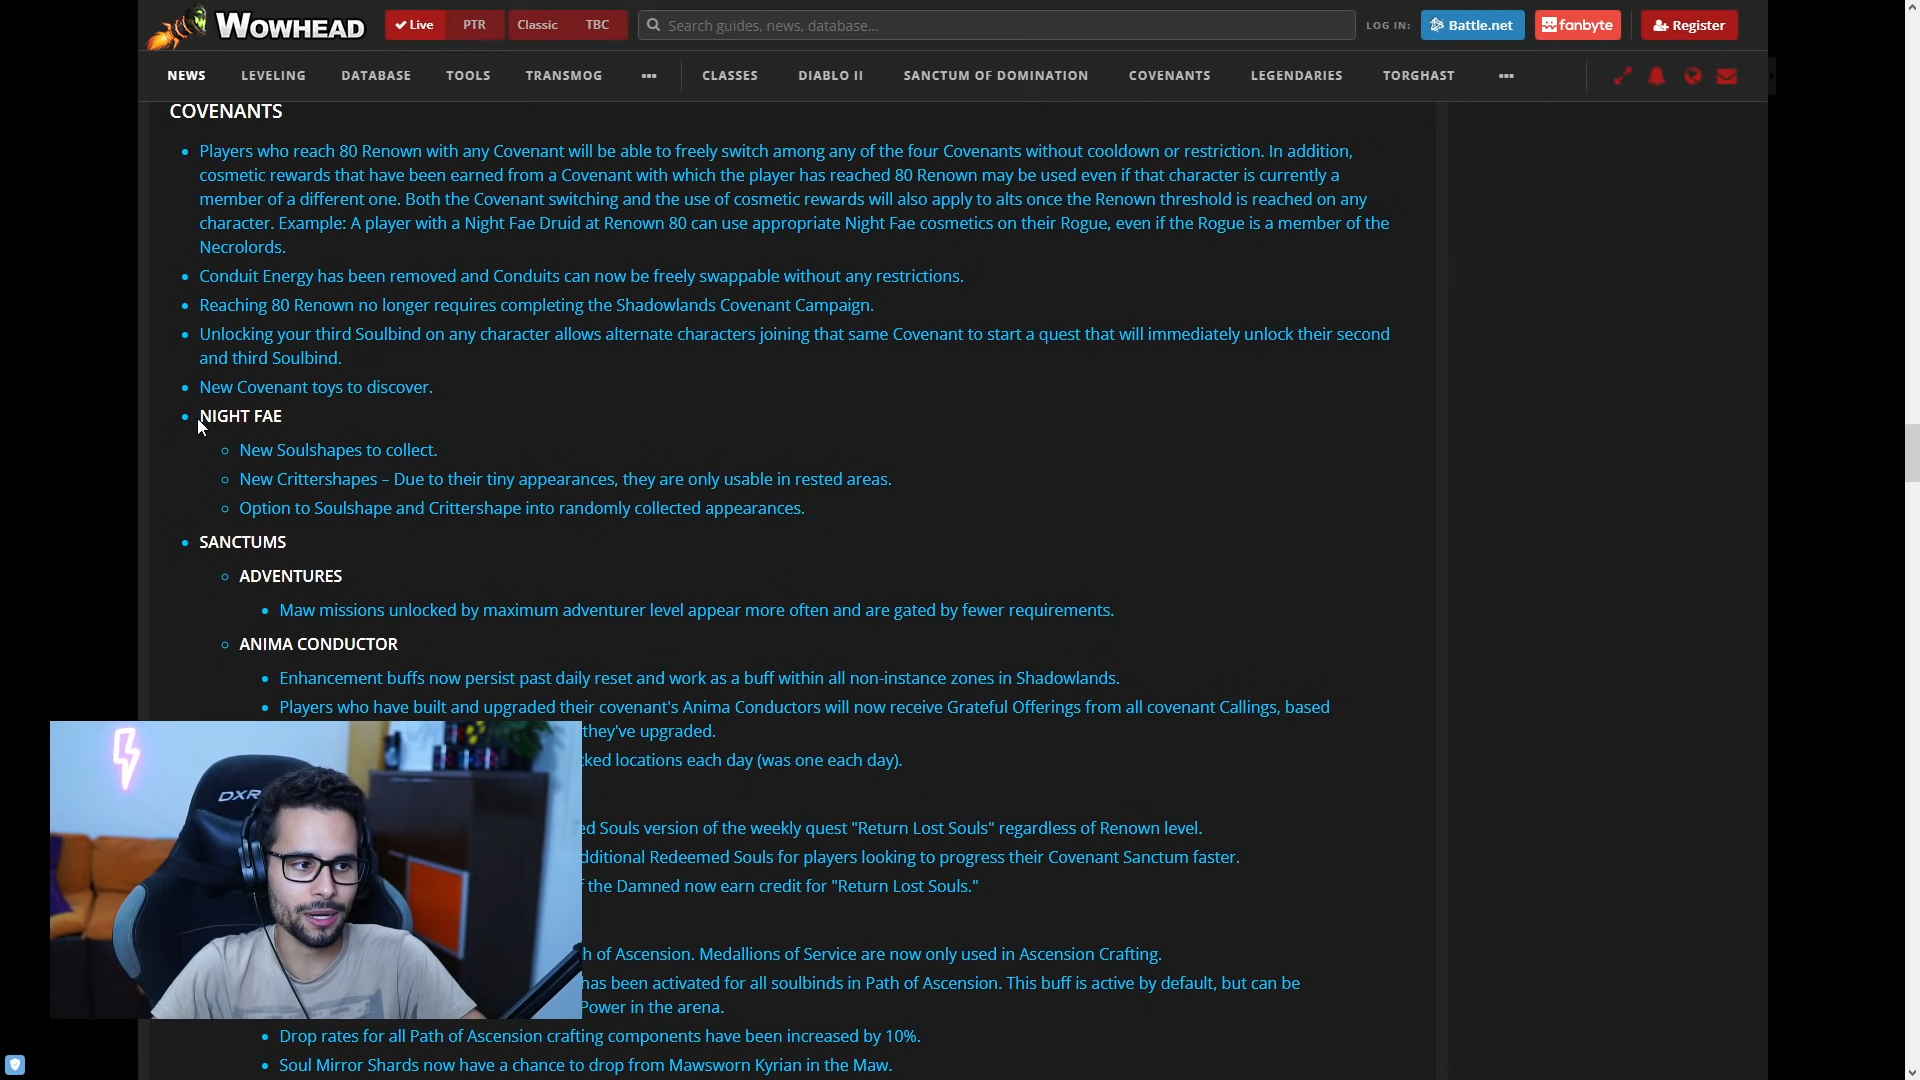 WOWHEAD
Live PTR Classic TBC
Search guides, news, database...
LOG IN: Battle.net fanbyte Register
NEWS LEVELING DATABASE TOOLS TRANSMOG ••• CLASSES DIABLO II SANCTUM OF DOMINATION COVENANTS LEGENDARIES TORGHAST •••
COVENANTS
Players who reach 80 Renown with any Covenant will be able to freely switch among any of the four Covenants without cooldown or restriction. In addition,
cosmetic rewards that have been earned from a Covenant with which the player has reached 80 Renown may be used even if that character is currently a
member of a different one. Both the Covenant switching and the use of cosmetic rewards will also apply to alts once the Renown threshold is reached on any
character. Example: A player with a Night Fae Druid at Renown 80 can use appropriate Night Fae cosmetics on their Rogue, even if the Rogue is a member of the
Necrolords.
Conduit Energy has been removed and Conduits can now be freely swappable without any restrictions.
Reaching 80 Renown no longer requires completing the Shadowlands Covenant Campaign.
Unlocking your third Soulbind on any character allows alternate characters joining that same Covenant to start a quest that will immediately unlock their second
and third Soulbind.
New Covenant toys to discover.
NIGHT FAE
New Soulshapes to collect.
New Crittershapes – Due to their tiny appearances, they are only usable in rested areas.
Option to Soulshape and Crittershape into randomly collected appearances.
SANCTUMS
ADVENTURES
Maw missions unlocked by maximum adventurer level appear more often and are gated by fewer requirements.
ANIMA CONDUCTOR
Enhancement buffs now persist past daily reset and work as a buff within all non-instance zones in Shadowlands.
Players who have built and upgraded their covenant's Anima Conductors will now receive Grateful Offerings from all covenant Callings, based
they've upgraded.
cked locations each day (was one each day).
ed Souls version of the weekly quest "Return Lost Souls" regardless of Renown level.
dditional Redeemed Souls for players looking to progress their Covenant Sanctum faster.
f the Damned now earn credit for "Return Lost Souls."
h of Ascension. Medallions of Service are now only used in Ascension Crafting.
has been activated for all soulbinds in Path of Ascension. This buff is active by default, but can be
Power in the arena.
Drop rates for all Path of Ascension crafting components have been increased by 10%.
Soul Mirror Shards now have a chance to drop from Mawsworn Kyrian in the Maw.
DXR